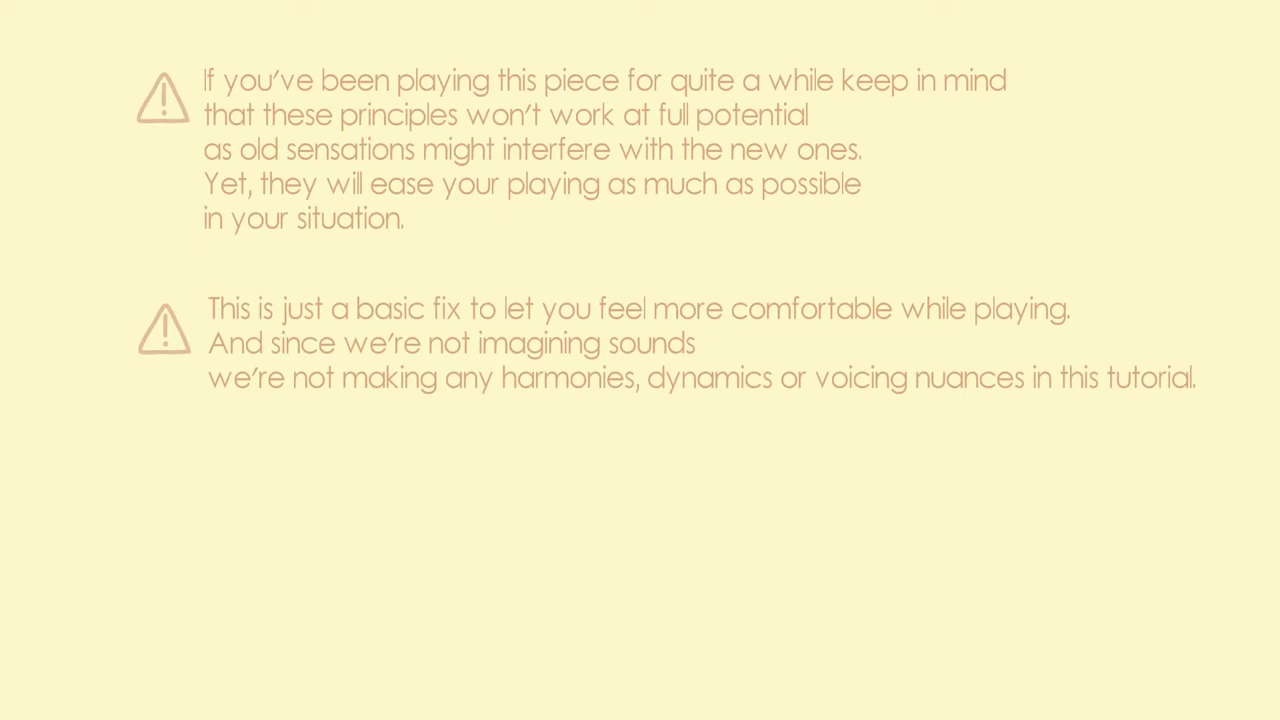 If you've been playing this piece for quite a while keep in mind
that these principles won't work at full potential
as old sensations might interfere with the new ones.
Yet, they will ease your playing as much as possible
in your situation.
This is just a basic fix to let you feel more comfortable while playing.
And since we're not imagining sounds
we're not making any harmonies, dynamics or voicing nuances in this tutorial.